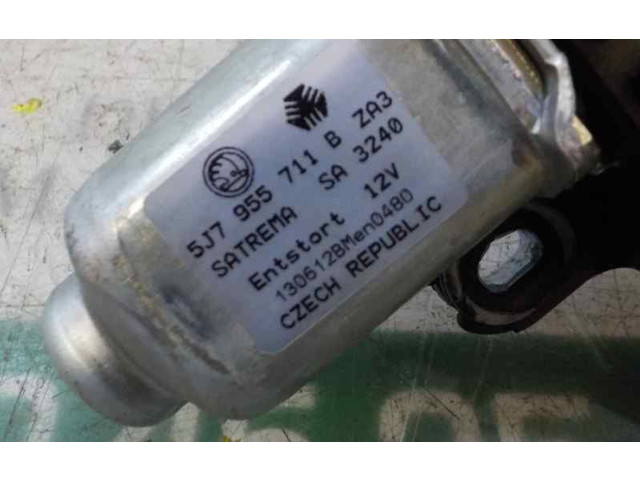 5J7 955 711 B ZA3
SATREMA SA 3240
Entstort 12V
130612BMen0480
CZECH REPUBLIC